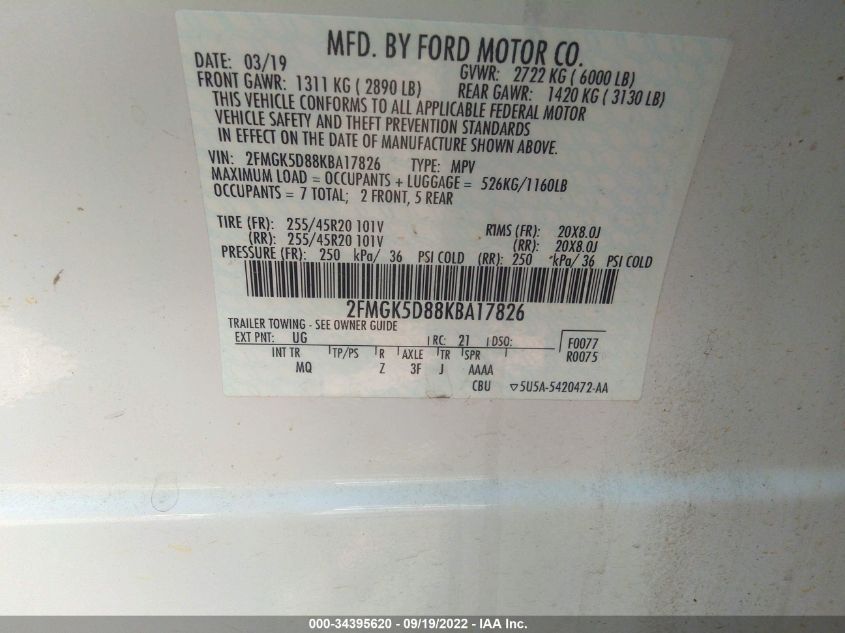 MFD. BY FORD MOTOR CO.
DATE: 03/19 GVWR: 2722 KG ( 6000 LB)
FRONT GAWR: 1311 KG ( 2890 LB) REAR GAWR: 1420 KG ( 3130 LB)
THIS VEHICLE CONFORMS TO ALL APPLICABLE FEDERAL MOTOR
VEHICLE SAFETY AND THEFT PREVENTION STANDARDS
IN EFFECT ON THE DATE OF MANUFACTURE SHOWN ABOVE.
VIN: 2FMGK5D88KBA17826 TYPE: MPV
MAXIMUM LOAD = OCCUPANTS + LUGGAGE = 526KG/1160LB
OCCUPANTS = 7 TOTAL; 2 FRONT, 5 REAR
TIRE (FR): 255/45R20 101V RIMS (FR): 20X8.0J
(RR): 255/45R20 101V (RR): 20X8.0J
PRESSURE (FR): 250 kPa/ 36 PSI COLD (RR): 250 kPa/ 36 PSI COLD
2FMGK5D88KBA17826
TRAILER TOWING - SEE OWNER GUIDE
EXT PNT: UG RC: 21 DSO: F0077
INT TR TP/PS R AXLE TR SPR R0075
MQ Z 3F J AAAA
CBU ▽5U5A-5420472-AA
000-34395620 - 09/19/2022 - IAA Inc.